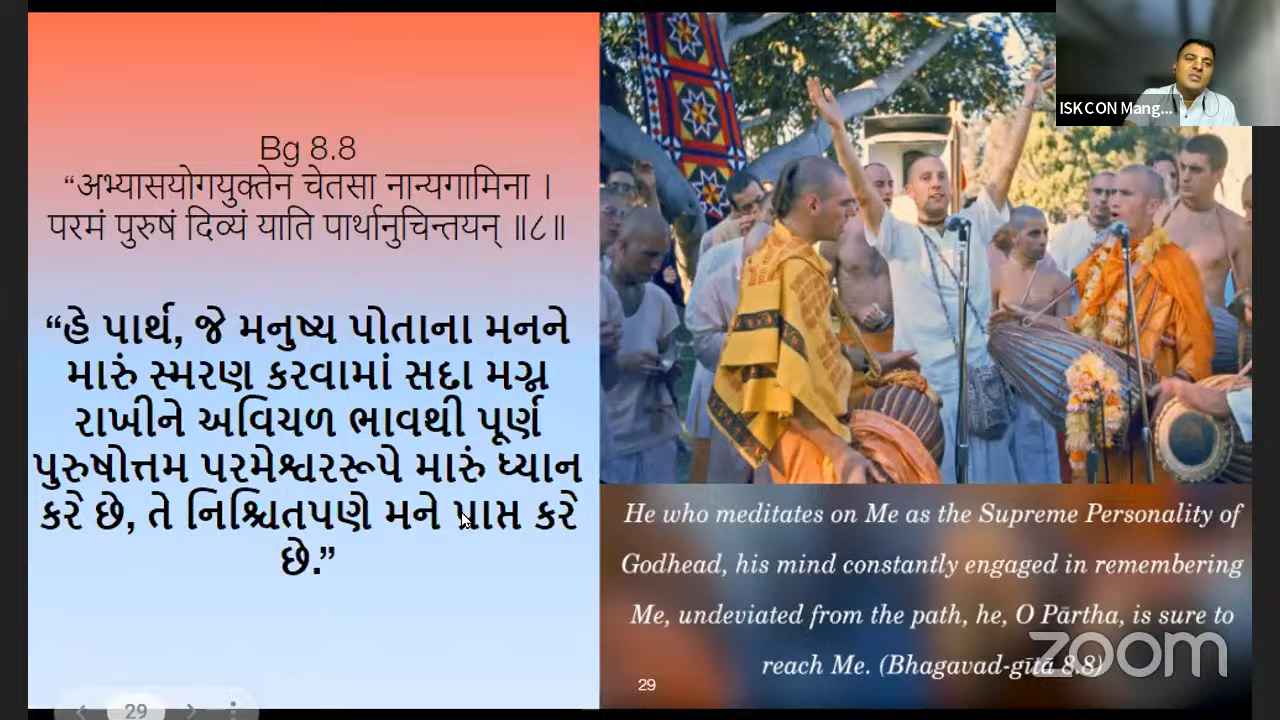 Bg 8.8
“अभ्यासयोगयुक्तेन चेतसा नान्यगामिना ।
परमं पुरुषं दिव्यं याति पार्थानुचिन्तयन् ॥८॥
“હે પાર્થ, જે મનુષ્ય પોતાના મનને
મારું સ્મરણ કરવામાં સદા મગ્ન
રાખીને અવિચળ ભાવથી પૂર્ણ
પુરુષોત્તમ પરમેશ્વરરૂપે મારું ધ્યાન
કરે છે, તે નિશ્ચિતપણે મને પ્રાપ્ત કરે
છે.”
29
ISKCON Mang...
He who meditates on Me as the Supreme Personality of
Godhead, his mind constantly engaged in remembering
Me, undeviated from the path, he, O Pārtha, is sure to
reach Me. (Bhagavad-gītā 8.8)
zoom
29